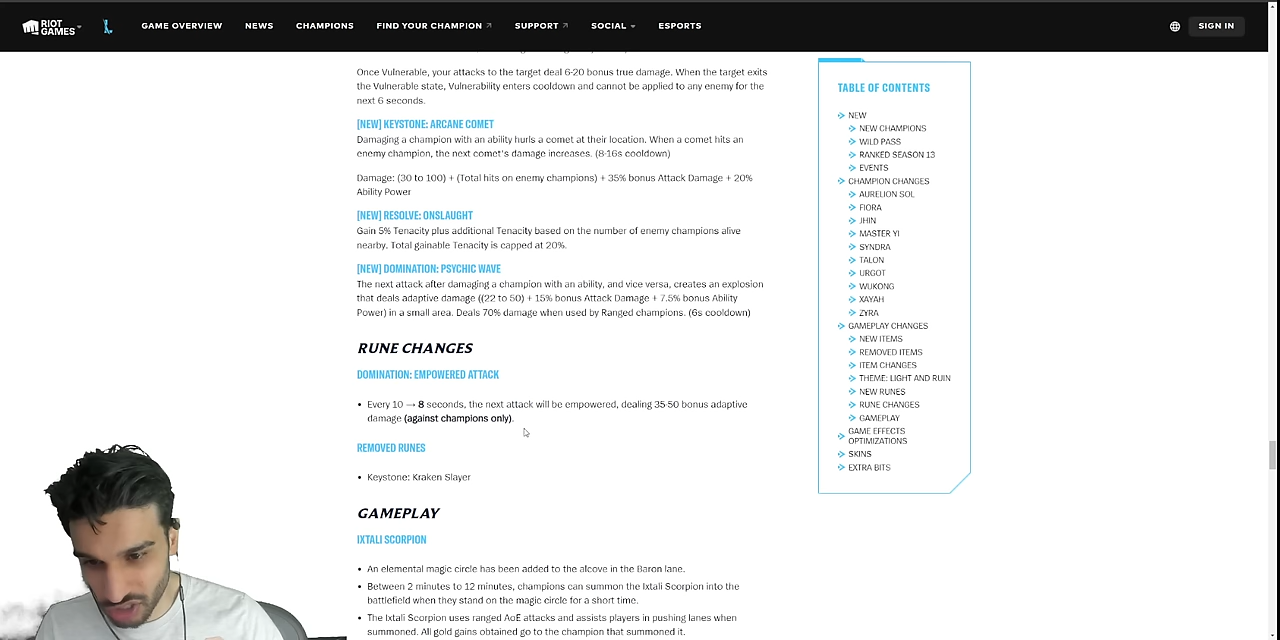 RIOT GAMES
GAME OVERVIEW NEWS CHAMPIONS FIND YOUR CHAMPION SUPPORT SOCIAL ESPORTS SIGN IN
Once Vulnerable, your attacks to the target deal 6-20 bonus true damage. When the target exits
the Vulnerable state, Vulnerability enters cooldown and cannot be applied to any enemy for the
next 6 seconds.
[NEW] KEYSTONE: ARCANE COMET
Damaging a champion with an ability hurls a comet at their location. When a comet hits an
enemy champion, the next comet's damage increases. (8-16s cooldown)
Damage: (30 to 100) + (Total hits on enemy champions) + 35% bonus Attack Damage + 20%
Ability Power
[NEW] RESOLVE: ONSLAUGHT
Gain 5% Tenacity plus additional Tenacity based on the number of enemy champions alive
nearby. Total gainable Tenacity is capped at 20%.
[NEW] DOMINATION: PSYCHIC WAVE
The next attack after damaging a champion with an ability, and vice versa, creates an explosion
that deals adaptive damage ((22 to 50) + 15% bonus Attack Damage + 7.5% bonus Ability
Power) in a small area. Deals 70% damage when used by Ranged champions. (6s cooldown)
RUNE CHANGES
DOMINATION: EMPOWERED ATTACK
• Every 10 → 8 seconds, the next attack will be empowered, dealing 35-50 bonus adaptive
damage (against champions only).
REMOVED RUNES
• Keystone: Kraken Slayer
GAMEPLAY
IXTALI SCORPION
• An elemental magic circle has been added to the alcove in the Baron lane.
• Between 2 minutes to 12 minutes, champions can summon the Ixtali Scorpion into the
battlefield when they stand on the magic circle for a short time.
• The Ixtali Scorpion uses ranged AoE attacks and assists players in pushing lanes when
summoned. All gold gains obtained go to the champion that summoned it.
TABLE OF CONTENTS
NEW
NEW CHAMPIONS
WILD PASS
RANKED SEASON 13
EVENTS
CHAMPION CHANGES
AURELION SOL
FIORA
JHIN
MASTER YI
SYNDRA
TALON
URGOT
WUKONG
XAYAH
ZYRA
GAMEPLAY CHANGES
NEW ITEMS
REMOVED ITEMS
ITEM CHANGES
THEME: LIGHT AND RUIN
NEW RUNES
RUNE CHANGES
GAMEPLAY
GAME EFFECTS
OPTIMIZATIONS
SKINS
EXTRA BITS